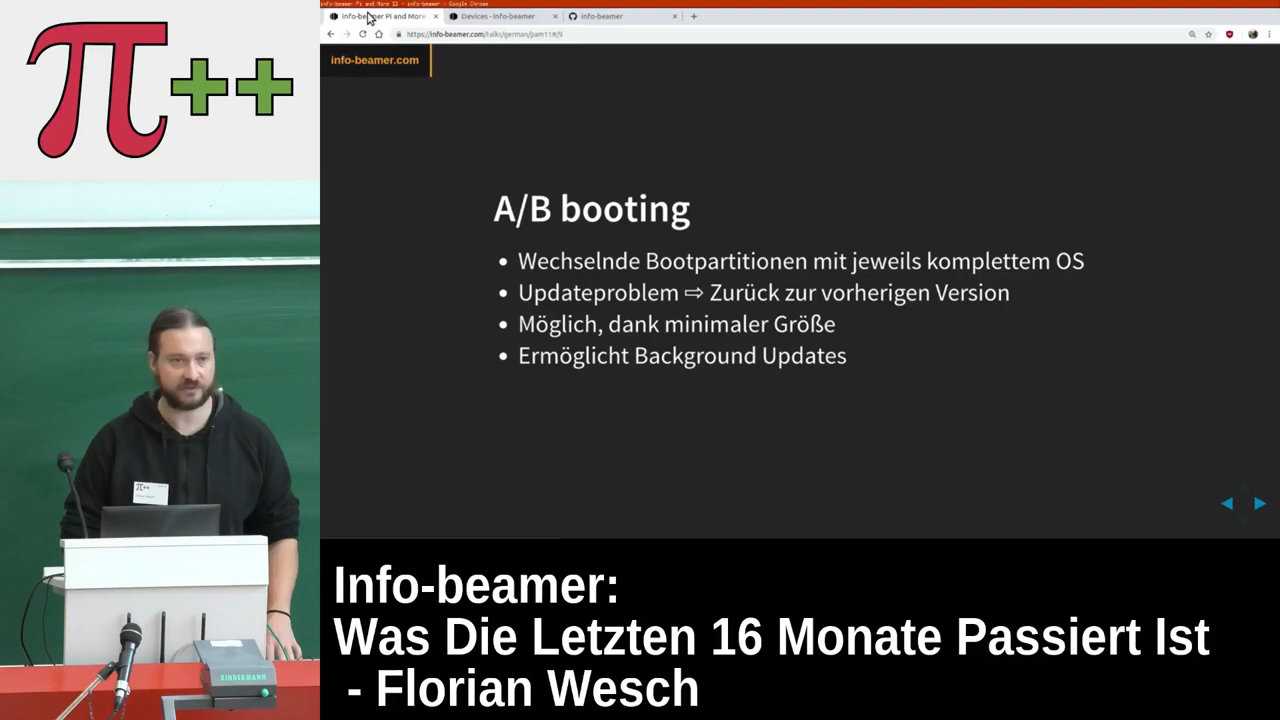 π++
info-beamer Pi and More 11 - info-beamer - Google Chrome
info-beamer Pi and More
Devices - info-beamer
info-beamer
https://info-beamer.com/talks/german/pam11#/9
info-beamer.com
A/B booting
• Wechselnde Bootpartitionen mit jeweils komplettem OS
• Updateproblem ⇨ Zurück zur vorherigen Version
• Möglich, dank minimaler Größe
• Ermöglicht Background Updates
π++
KINDERMANN
Info-beamer:
Was Die Letzten 16 Monate Passiert Ist
- Florian Wesch